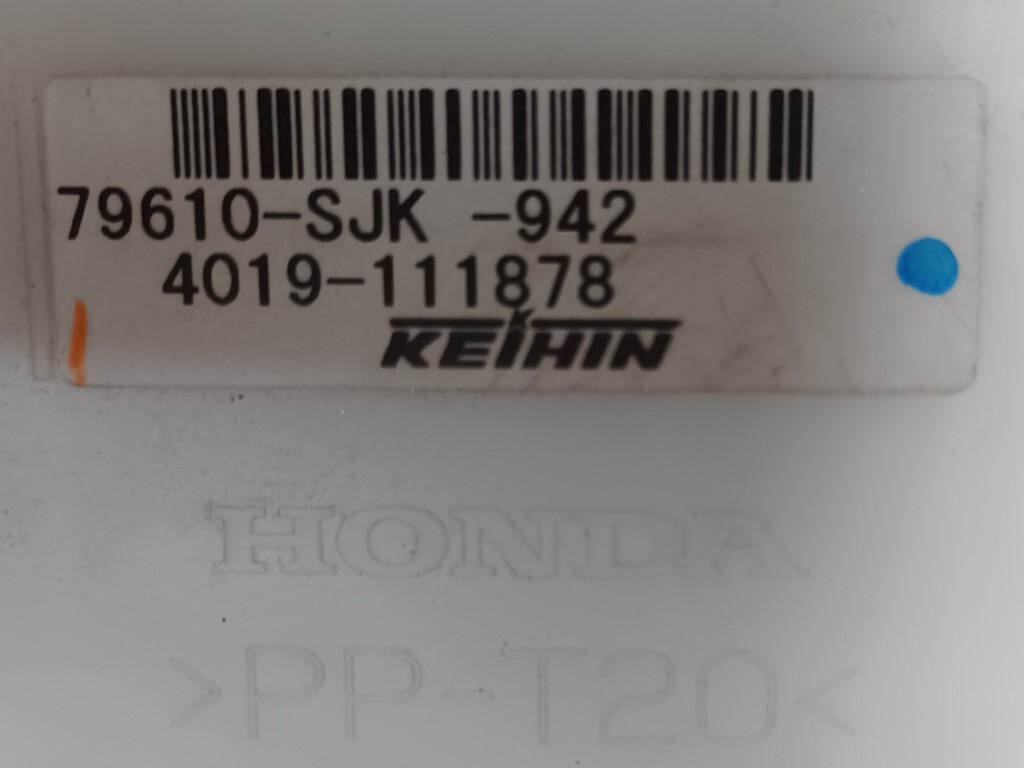 79610-SJK -942
4019-111878
KEIHIN
HONDA
>PP-T20<